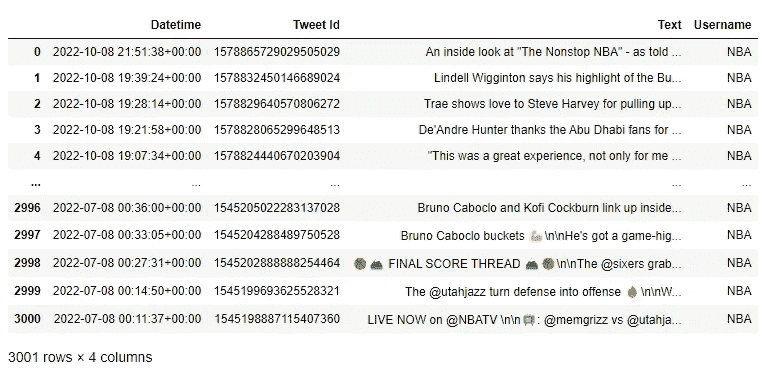 Datetime Tweet Id Text Username
0 2022-10-08 21:51:38+00:00 1578865729029505029 An inside look at "The Nonstop NBA" - as told ... NBA
1 2022-10-08 19:39:24+00:00 1578832450146689024 Lindell Wigginton says his highlight of the Bu... NBA
2 2022-10-08 19:28:14+00:00 1578829640570806272 Trae shows love to Steve Harvey for pulling up... NBA
3 2022-10-08 19:21:58+00:00 1578828065299648513 De'Andre Hunter thanks the Abu Dhabi fans for ... NBA
4 2022-10-08 19:07:34+00:00 1578824440670203904 "This was a great experience, not only for me ... NBA
... ... ... ... ...
2996 2022-07-08 00:36:00+00:00 1545205022283137028 Bruno Caboclo and Kofi Cockburn link up inside... NBA
2997 2022-07-08 00:33:05+00:00 1545204288489750528 Bruno Caboclo buckets 💪\n\nHe's got a game-hig... NBA
2998 2022-07-08 00:27:31+00:00 1545202888888254464 FINAL SCORE THREAD \n\nThe @sixers grab... NBA
2999 2022-07-08 00:14:50+00:00 1545199693625528321 The @utahjazz turn defense into offense \n\nW... NBA
3000 2022-07-08 00:11:37+00:00 1545198887115407360 LIVE NOW on @NBATV \n\n📺: @memgrizz vs @utahja... NBA
3001 rows × 4 columns